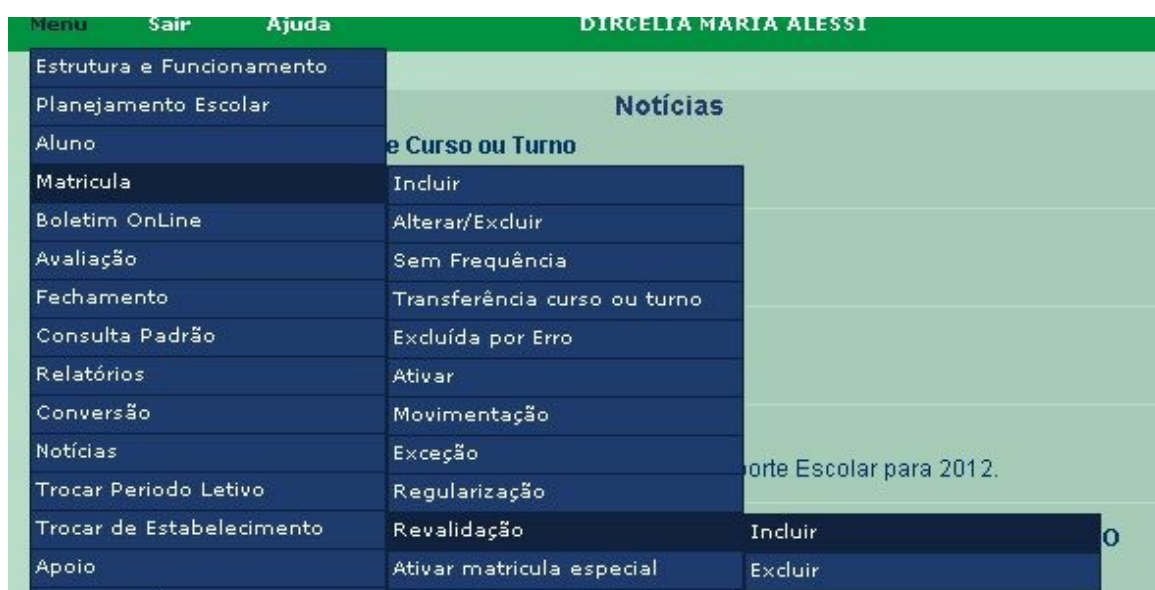 Menu Sair Ajuda DIRCELIA MARIA ALESSI
Estrutura e Funcionamento
Planejamento Escolar
Aluno
Matricula
Boletim OnLine
Avaliação
Fechamento
Consulta Padrão
Relatórios
Conversão
Notícias
Trocar Periodo Letivo
Trocar de Estabelecimento
Apoio
Incluir
Alterar/Excluir
Sem Frequência
Transferência curso ou turno
Excluída por Erro
Ativar
Movimentação
Exceção
Regularização
Revalidação
Ativar matricula especial
Incluir
Excluir
Notícias
e Curso ou Turno
orte Escolar para 2012.
O